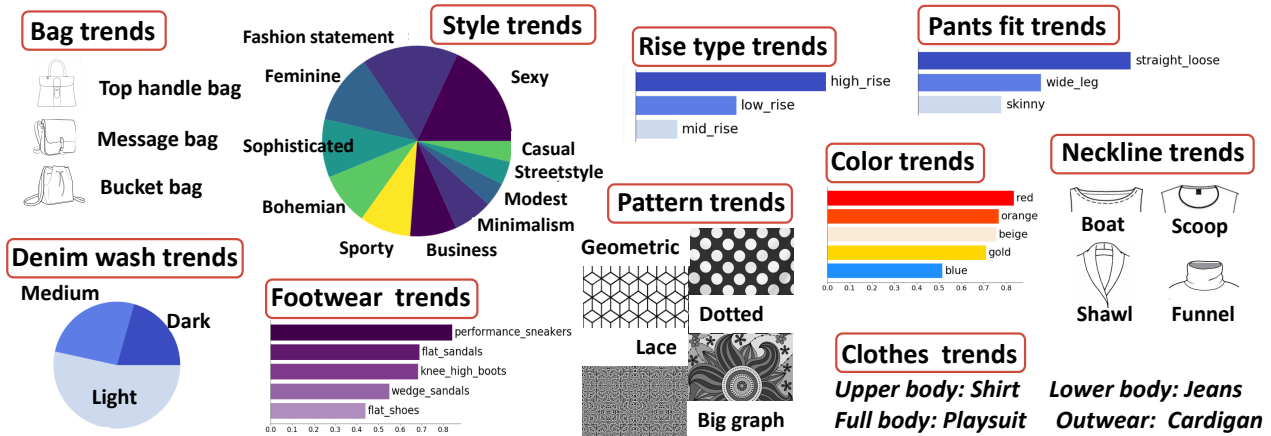 Bag trends
Top handle bag
Message bag
Bucket bag
Style trends
Fashion statement
Feminine
Sexy
Sophisticated
Casual
Streetstyle
Modest
Bohemian
Minimalism
Sporty
Business
Rise type trends
high_rise
low_rise
mid_rise
Pants fit trends
straight_loose
wide_leg
skinny
Denim wash trends
Medium
Dark
Light
Footwear trends
performance_sneakers
flat_sandals
knee_high_boots
wedge_sandals
flat_shoes
0.0 0.1 0.2 0.3 0.4 0.5 0.6 0.7 0.8
Pattern trends
Geometric
Dotted
Lace
Big graph
Color trends
red
orange
beige
gold
blue
0.0 0.1 0.2 0.3 0.4 0.5 0.6 0.7 0.8
Neckline trends
Boat
Scoop
Shawl
Funnel
Clothes trends
Upper body: Shirt Lower body: Jeans
Full body: Playsuit Outwear: Cardigan